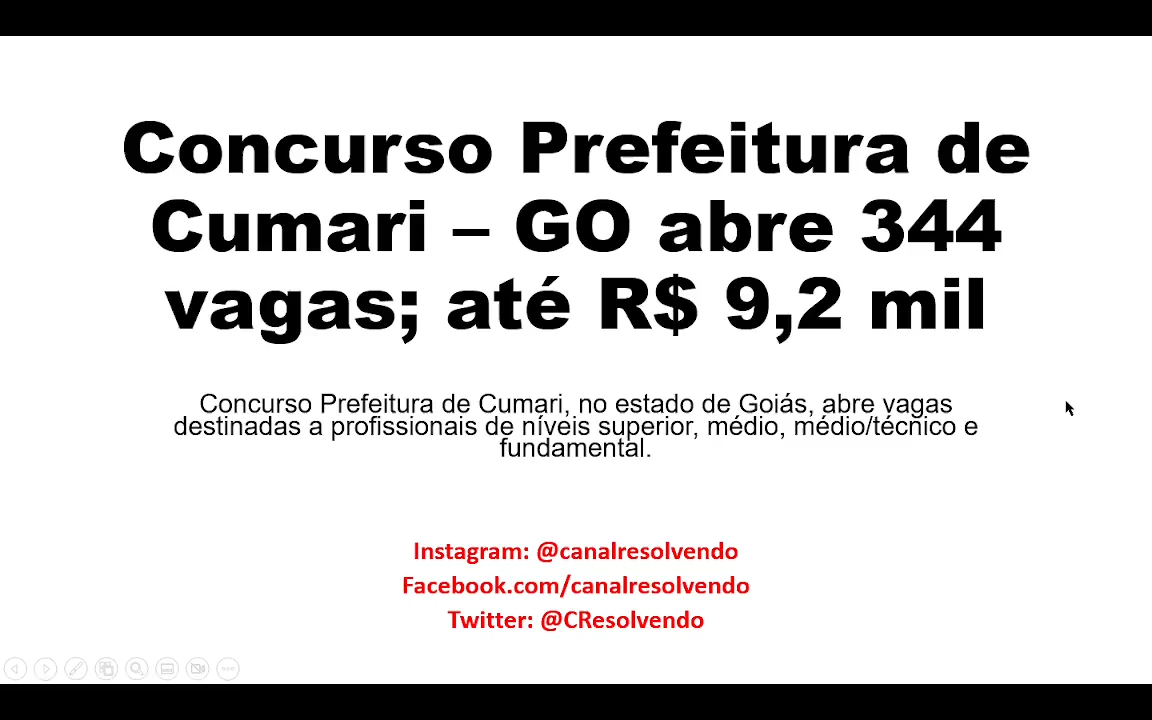 Concurso Prefeitura de
Cumari – GO abre 344
vagas; até R$ 9,2 mil
Concurso Prefeitura de Cumari, no estado de Goiás, abre vagas
destinadas a profissionais de níveis superior, médio, médio/técnico e
fundamental.
Instagram: @canalresolvendo
Facebook.com/canalresolvendo
Twitter: @CResolvendo